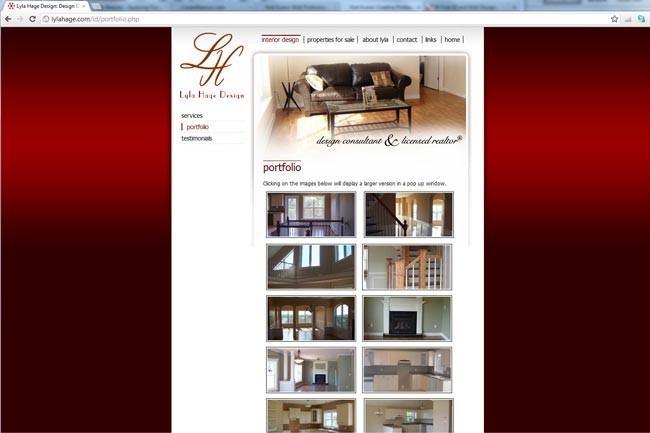 Lyla Hage Design: Design C
lylahage.com/id/portfolio.php
interior design | properties for sale | about lyla | contact | links | home |
LH
Lyla Hage Design
services
portfolio
testimonials
design consultant & licensed realtor®
portfolio
Clicking on the images below will deplay a larger version in a pop up window.